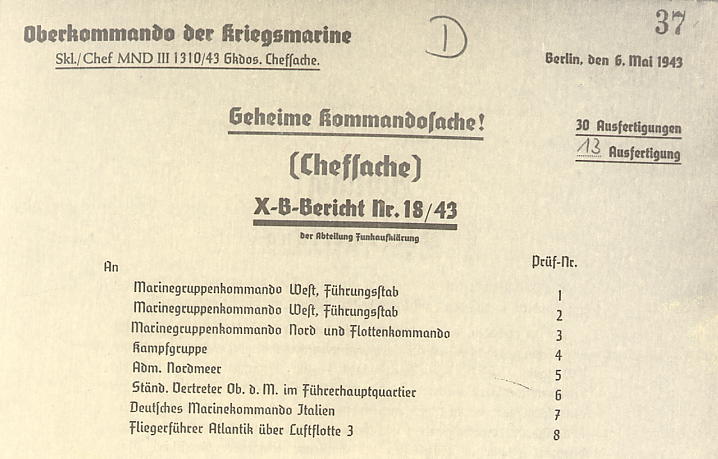 37
Oberkommando der Kriegsmarine
D
Skl./Chef MND III 1310/43 Gkdos. Chefsache.
Berlin, den 6. Mai 1943
Geheime Kommandosache!
30 Ausfertigungen
13 Ausfertigung
(Chefsache)
X-B-Bericht Nr. 18/43
der Abteilung Funkaufklärung
An Prüf-Nr.
Marinegruppenkommando West, Führungsstab 1
Marinegruppenkommando West, Führungsstab 2
Marinegruppenkommando Nord und Flottenkommando 3
Kampfgruppe 4
Adm. Nordmeer 5
Ständ. Vertreter Ob. d. M. im Führerhauptquartier 6
Deutsches Marinekommando Italien 7
Fliegerführer Atlantik über Luftflotte 3 8